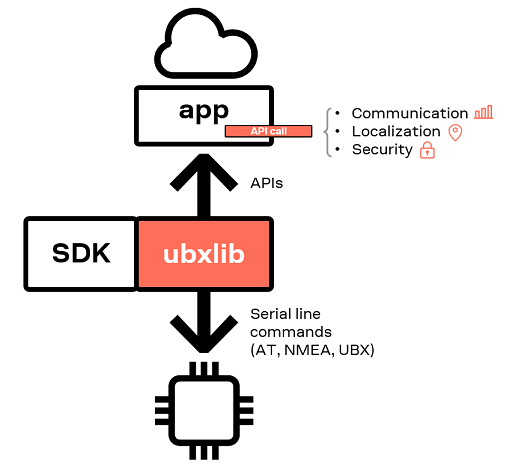 app
API call
• Communication
• Localization
• Security
APIs
SDK
ubxlib
Serial line
commands
(AT, NMEA, UBX)